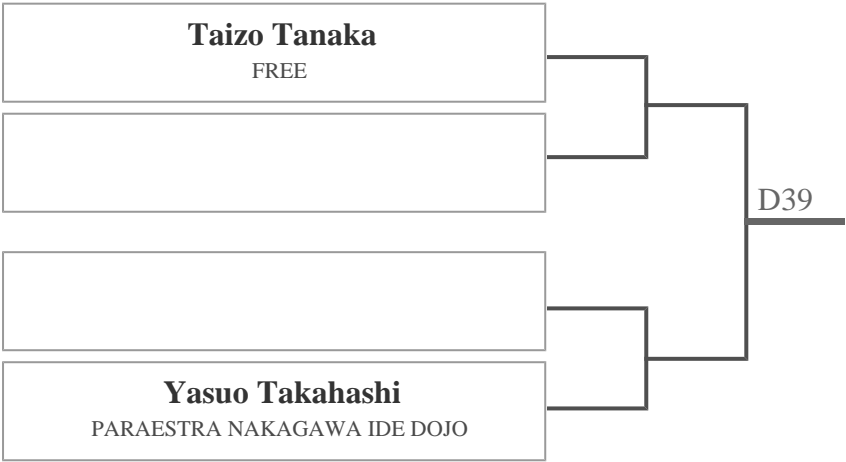 Taizo Tanaka
FREE
D39
Yasuo Takahashi
PARAESTRA NAKAGAWA IDE DOJO